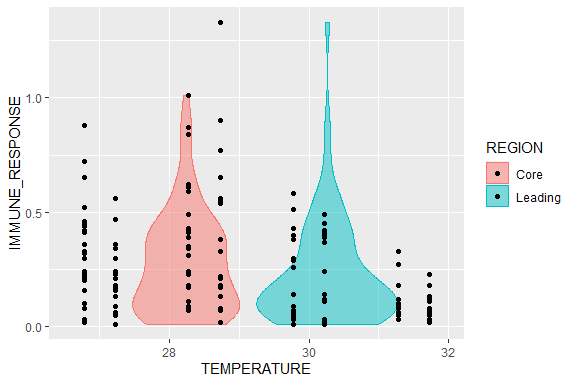 IMMUNE_RESPONSE
1.0
0.5
0.0
28
30
32
TEMPERATURE
REGION
Core
Leading